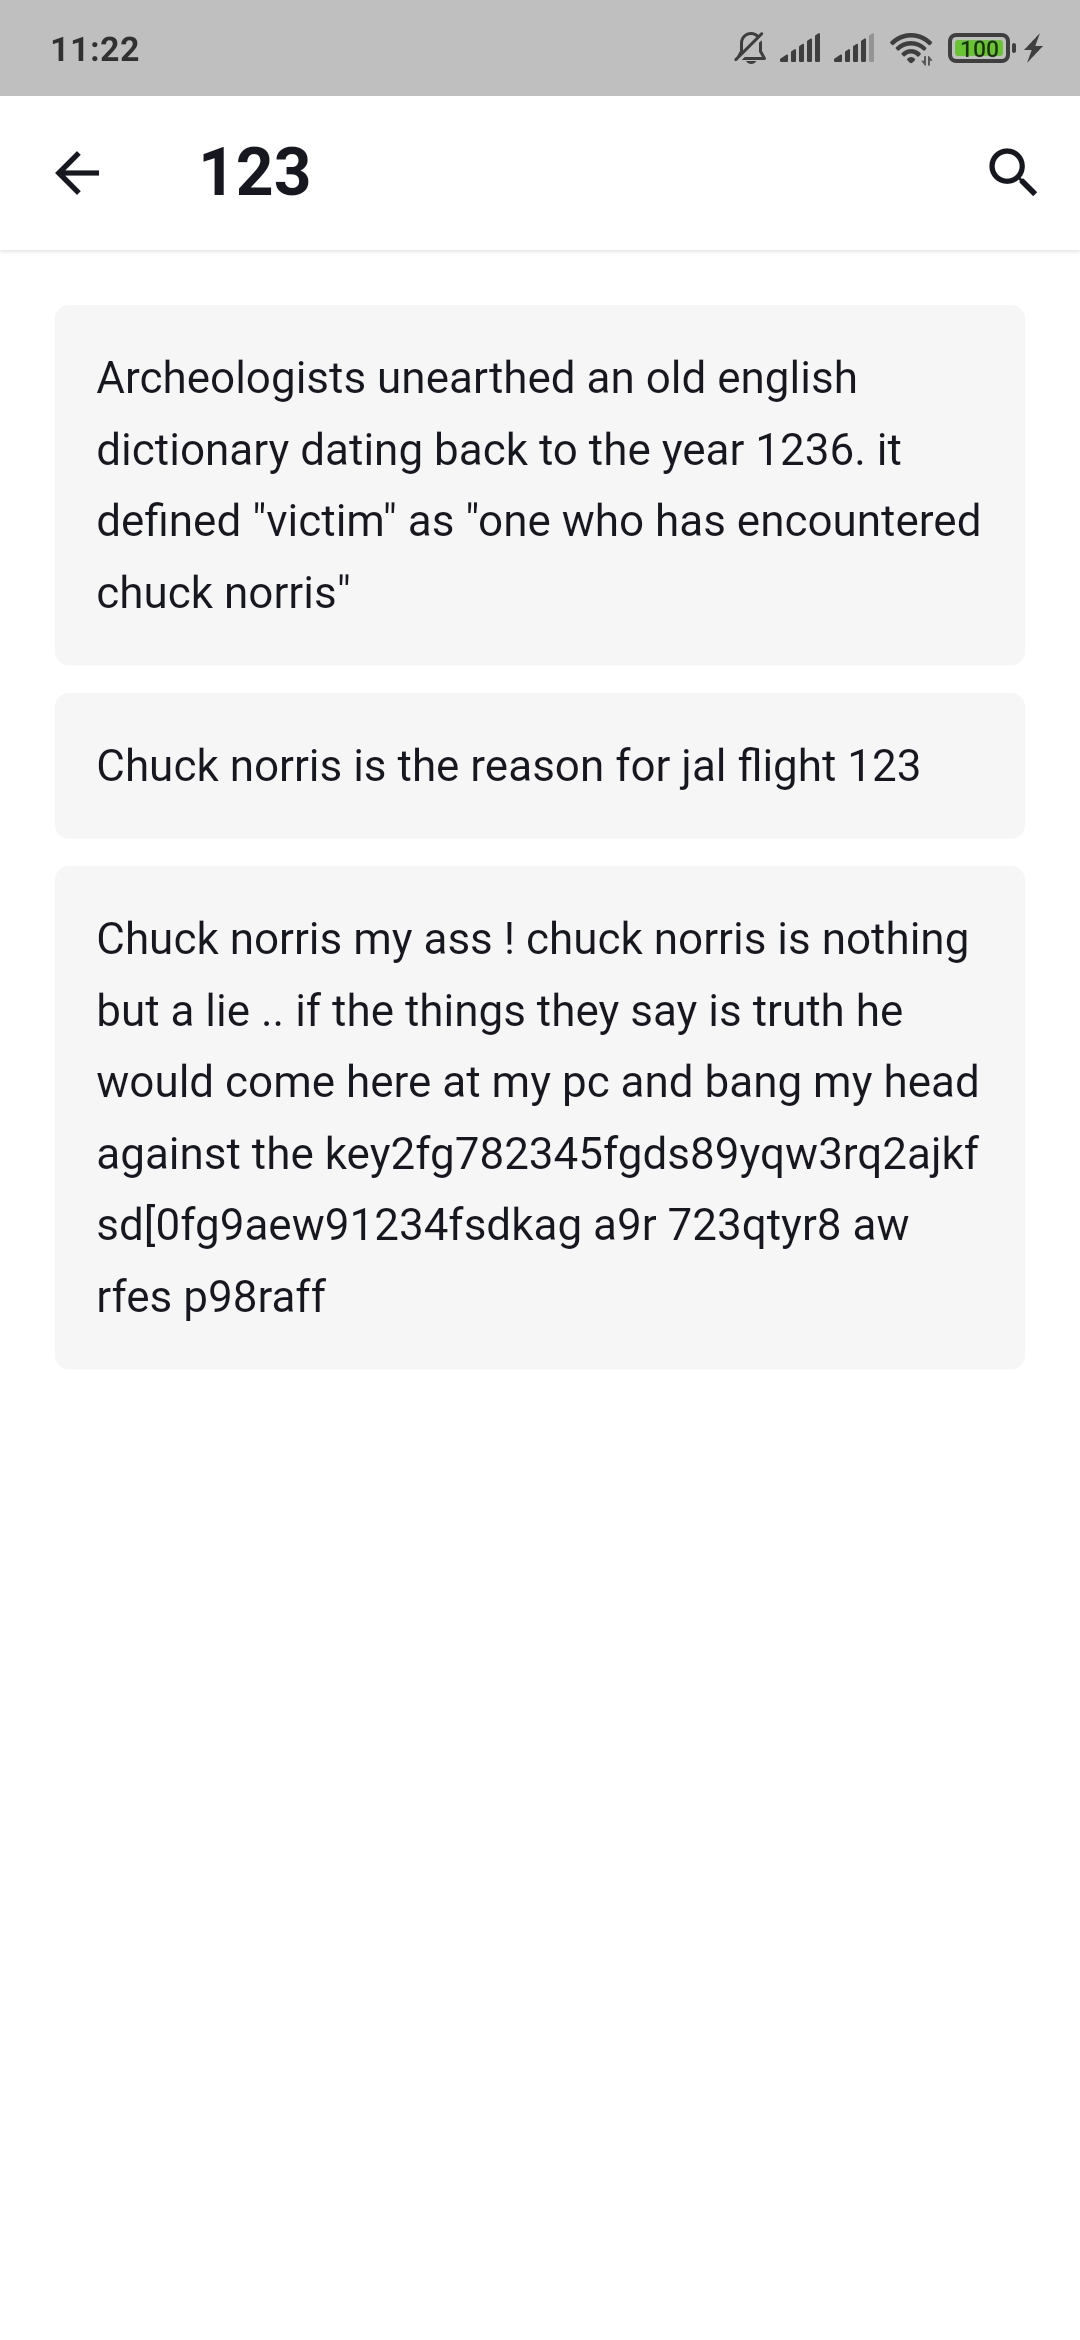 11:22
100
123
Archeologists unearthed an old english
dictionary dating back to the year 1236. it
defined "victim" as "one who has encountered
chuck norris"
Chuck norris is the reason for jal flight 123
Chuck norris my ass ! chuck norris is nothing
but a lie .. if the things they say is truth he
would come here at my pc and bang my head
against the key2fg782345fgds89yqw3rq2ajkf
sd[0fg9aew91234fsdkag a9r 723qtyr8 aw
rfes p98raff